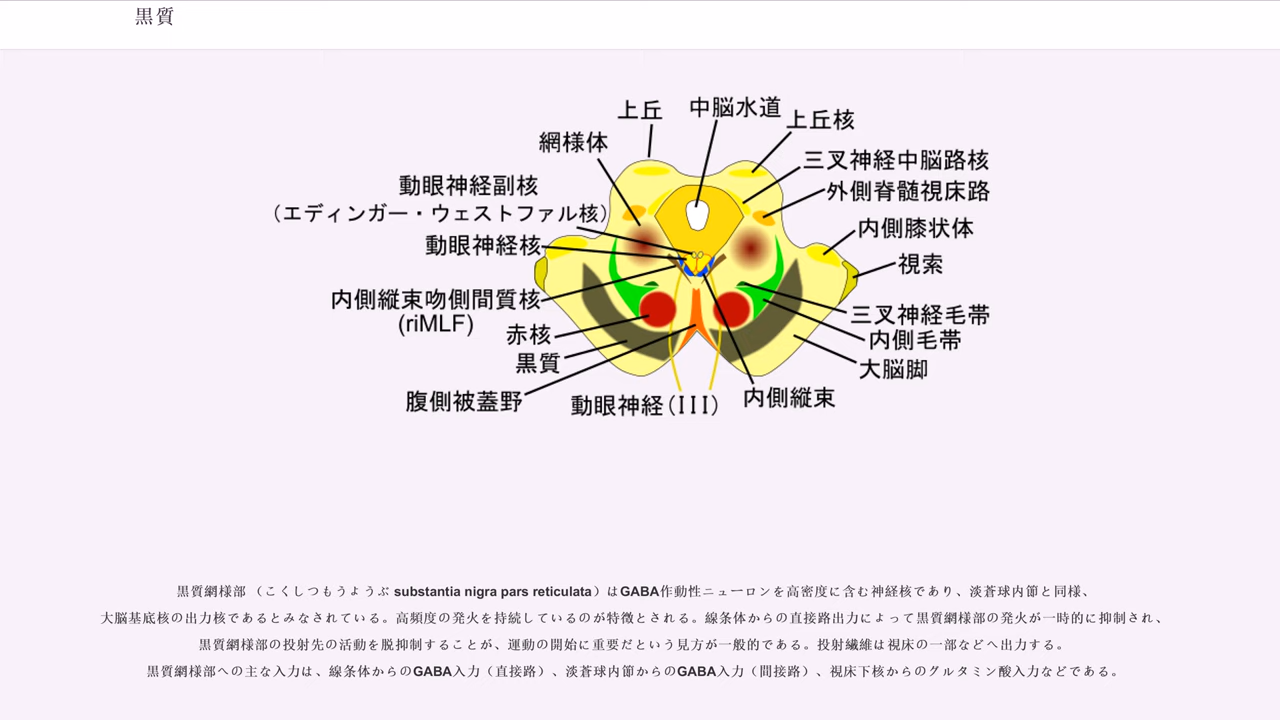 黒質
上丘
中脳水道
上丘核
網様体
三叉神経中脳路核
動眼神経副核
(エディンガー・ウェストファル核)
外側脊髄視床路
動眼神経核
内側膝状体
視索
内側縦束吻側間質核
(riMLF)
三叉神経毛帯
赤核
内側毛帯
黒質
大脳脚
腹側被蓋野
動眼神経(III)
内側縦束
黒質網様部 （こくしつもうようぶ substantia nigra pars reticulata）はGABA作動性ニューロンを高密度に含む神経核であり、淡蒼球内節と同様、
大脳基底核の出力核であるとみなされている。高頻度の発火を持続しているのが特徴とされる。線条体からの直接路出力によって黒質網様部の発火が一時的に抑制され、
黒質網様部の投射先の活動を脱抑制することが、運動の開始に重要だという見方が一般的である。投射繊維は視床の一部などへ出力する。
黒質網様部への主な入力は、線条体からのGABA入力（直接路）、淡蒼球内節からのGABA入力（間接路）、視床下核からのグルタミン酸入力などである。